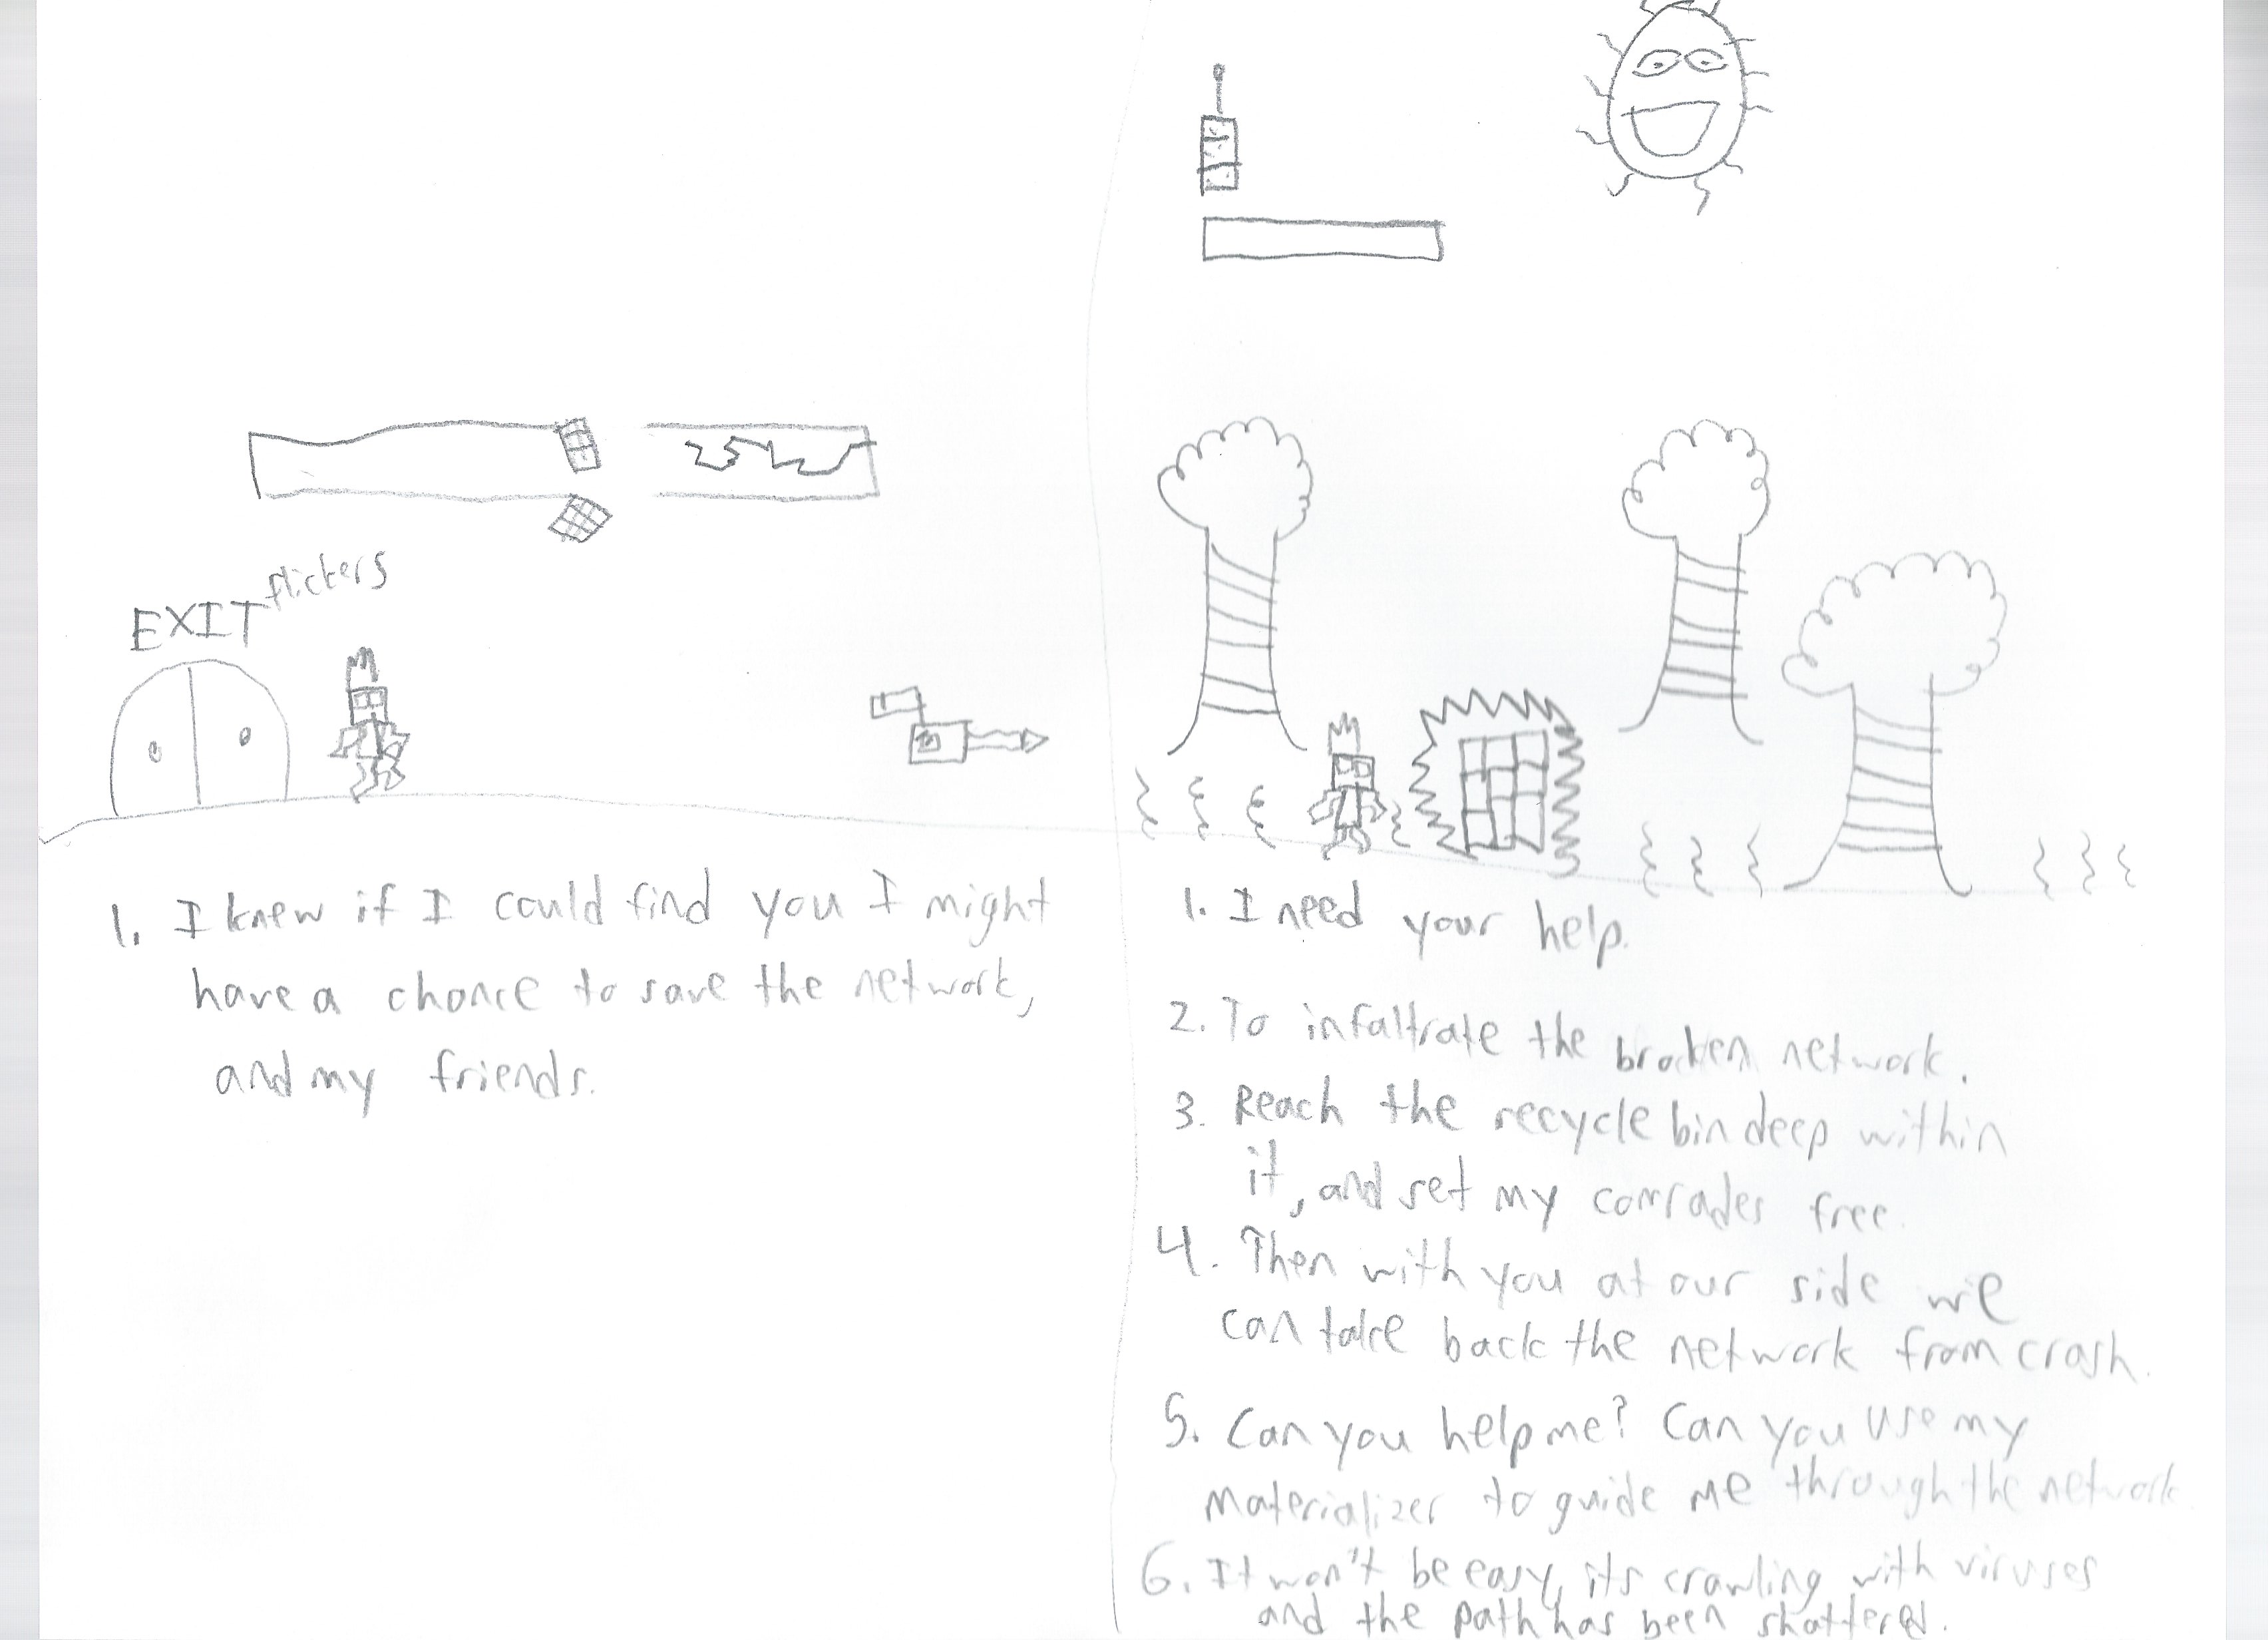 EXIT flickers
1. I knew if I could find you I might
have a chance to save the network,
and my friends.
1. I need your help.
2. To infaltrate the broken network.
3. Reach the recycle bin deep within
it, and set my comrades free.
4. Then with you at our side we
can take back the network from crash.
5. Can you help me? Can you use my
materializer to guide me through the network
6. It won't be easy, its crawling with viruses
and the path has been shattered.